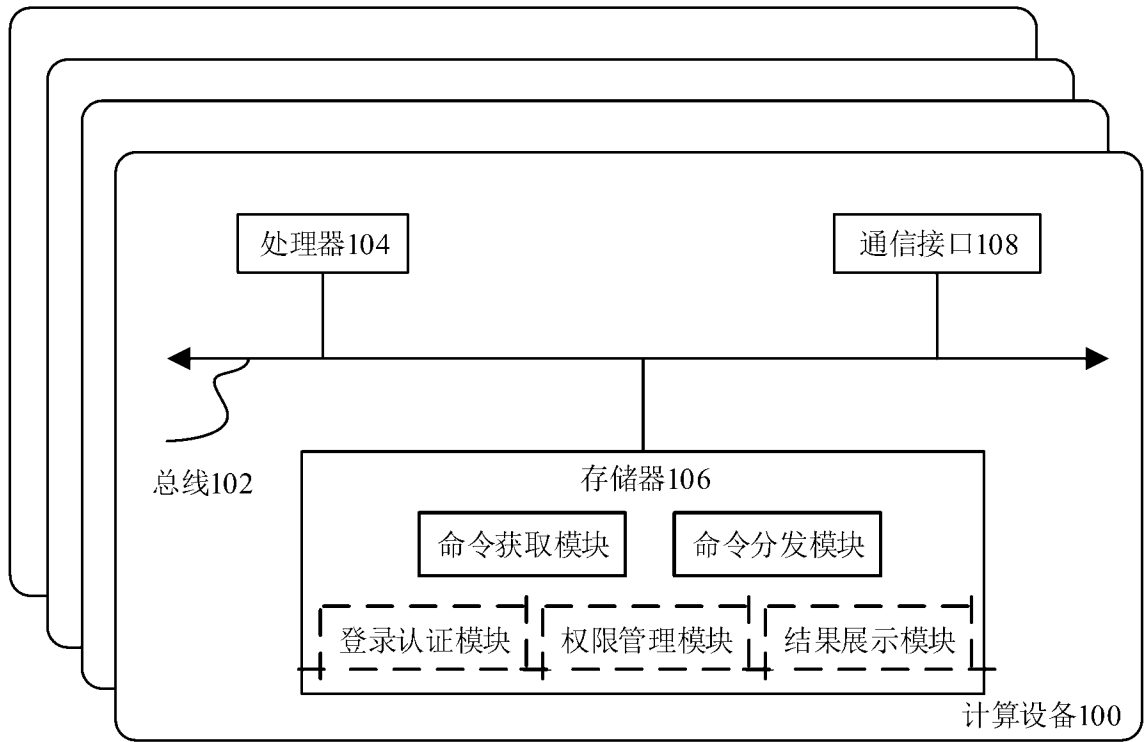 处理器104
通信接口108
总线102
存储器106
命令获取模块
命令分发模块
登录认证模块
权限管理模块
结果展示模块
计算设备100